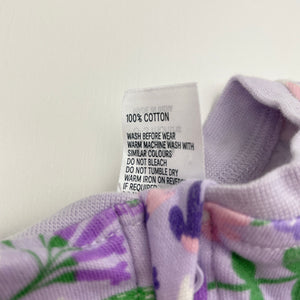 100% COTTON
WASH BEFORE WEAR
WARM MACHINE WASH WITH
SIMILAR COLOURS
DO NOT BLEACH
DO NOT TUMBLE DRY
WARM IRON ON REVERS
IF REQUIRED